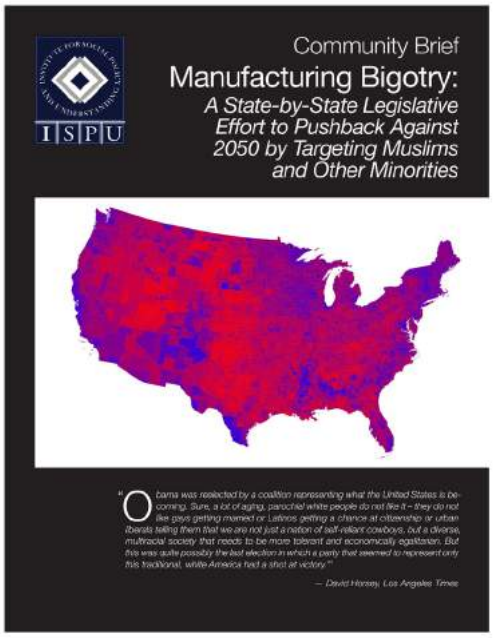 INSTITUTE FOR SOCIAL POLICY
AND UNDERSTANDING
I S P U
Community Brief
Manufacturing Bigotry:
A State-by-State Legislative
Effort to Pushback Against
2050 by Targeting Muslims
and Other Minorities
"Obama was reelected by a coalition representing what the United States is be-
coming. Sure, a lot of aging, parochial white people do not like it – they do not
like gays getting married or Latinos getting a chance at citizenship or urban
liberals telling them that we are not just a nation of self-reliant cowboys, but a diverse,
multiracial society that needs to be more tolerant and economically egalitarian. But
this was quite possibly the last election in which a party that seemed to represent only
this traditional, white America had a shot at victory."
— David Horsey, Los Angeles Times